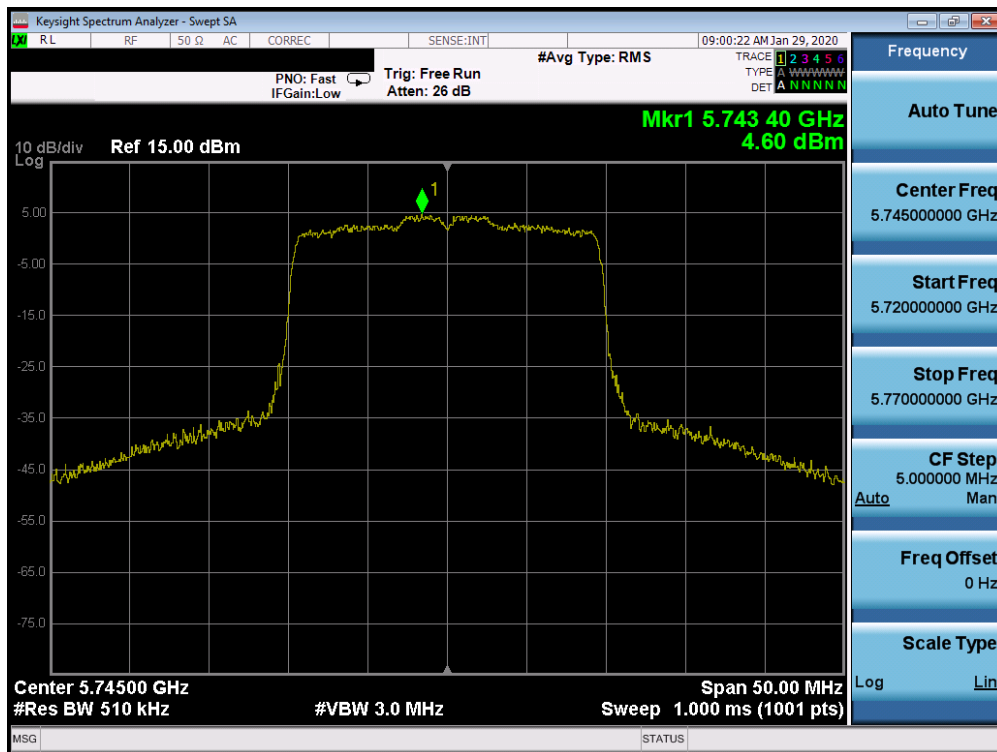 Keysight Spectrum Analyzer - Swept SA
LXI RL RF 50 Ω AC CORREC SENSE:INT 09:00:22 AM Jan 29, 2020
#Avg Type: RMS TRACE 1 2 3 4 5 6
PNO: Fast Trig: Free Run TYPE A WWWWW
IFGain:Low Atten: 26 dB DET A N N N N N
Mkr1 5.743 40 GHz
4.60 dBm
10 dB/div Ref 15.00 dBm
Log
1
5.00
-5.00
-15.0
-25.0
-35.0
-45.0
-55.0
-65.0
-75.0
Center 5.74500 GHz Span 50.00 MHz
#Res BW 510 kHz #VBW 3.0 MHz Sweep 1.000 ms (1001 pts)
MSG STATUS
Frequency
Auto Tune
Center Freq
5.745000000 GHz
Start Freq
5.720000000 GHz
Stop Freq
5.770000000 GHz
CF Step
5.000000 MHz
Auto Man
Freq Offset
0 Hz
Scale Type
Log Lin